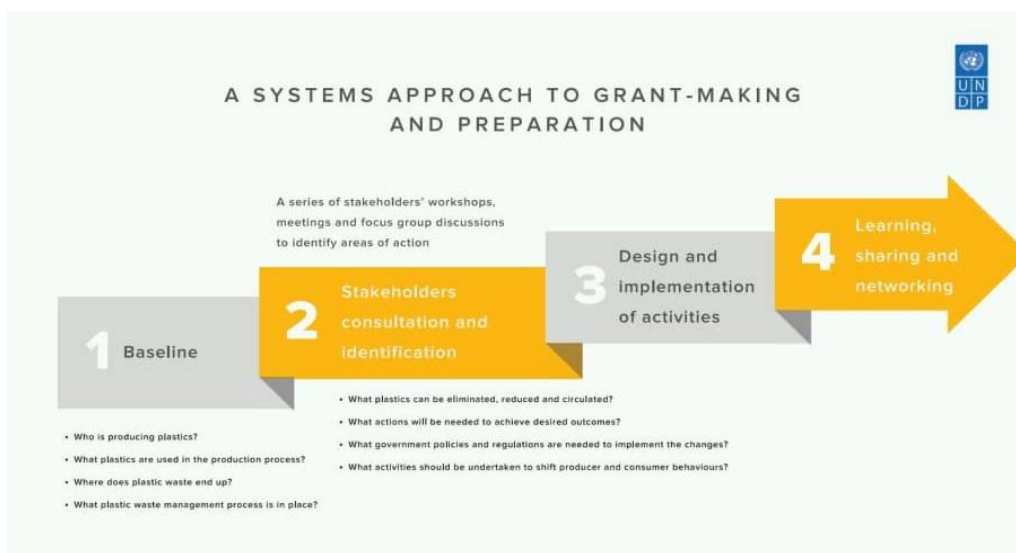 A SYSTEMS APPROACH TO GRANT-MAKING
AND PREPARATION
U N
D P
A series of stakeholders' workshops,
meetings and focus group discussions
to identify areas of action
1 Baseline
2 Stakeholders
consultation and
identification
3 Design and
implementation
of activities
4 Learning,
sharing and
networking
• Who is producing plastics?
• What plastics are used in the production process?
• Where does plastic waste end up?
• What plastic waste management process is in place?
• What plastics can be eliminated, reduced and circulated?
• What actions will be needed to achieve desired outcomes?
• What government policies and regulations are needed to implement the changes?
• What activities should be undertaken to shift producer and consumer behaviours?